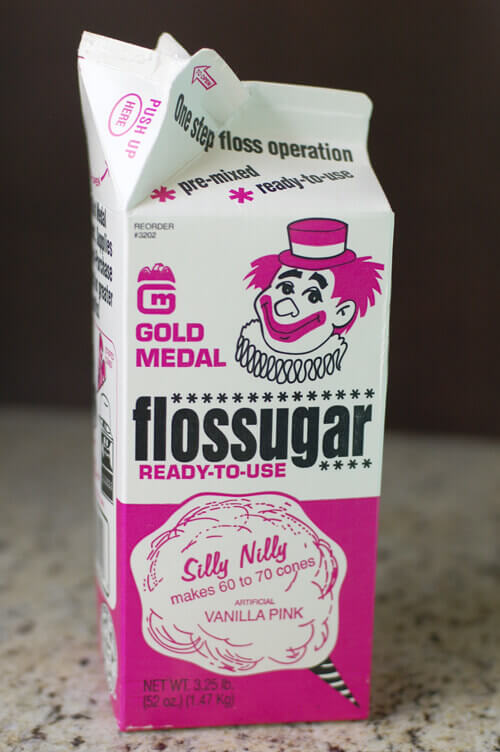 TO OPEN
PUSH UP
HERE
One step floss operation
* pre-mixed * ready-to-use
REORDER
#3202
Gm
GOLD
MEDAL
****************
flossugar
READY-TO-USE ****
Silly Nilly
makes 60 to 70 cones
ARTIFICIAL
VANILLA PINK
NET WT. 3.25 lb.
(52 oz.) (1.47 Kg)